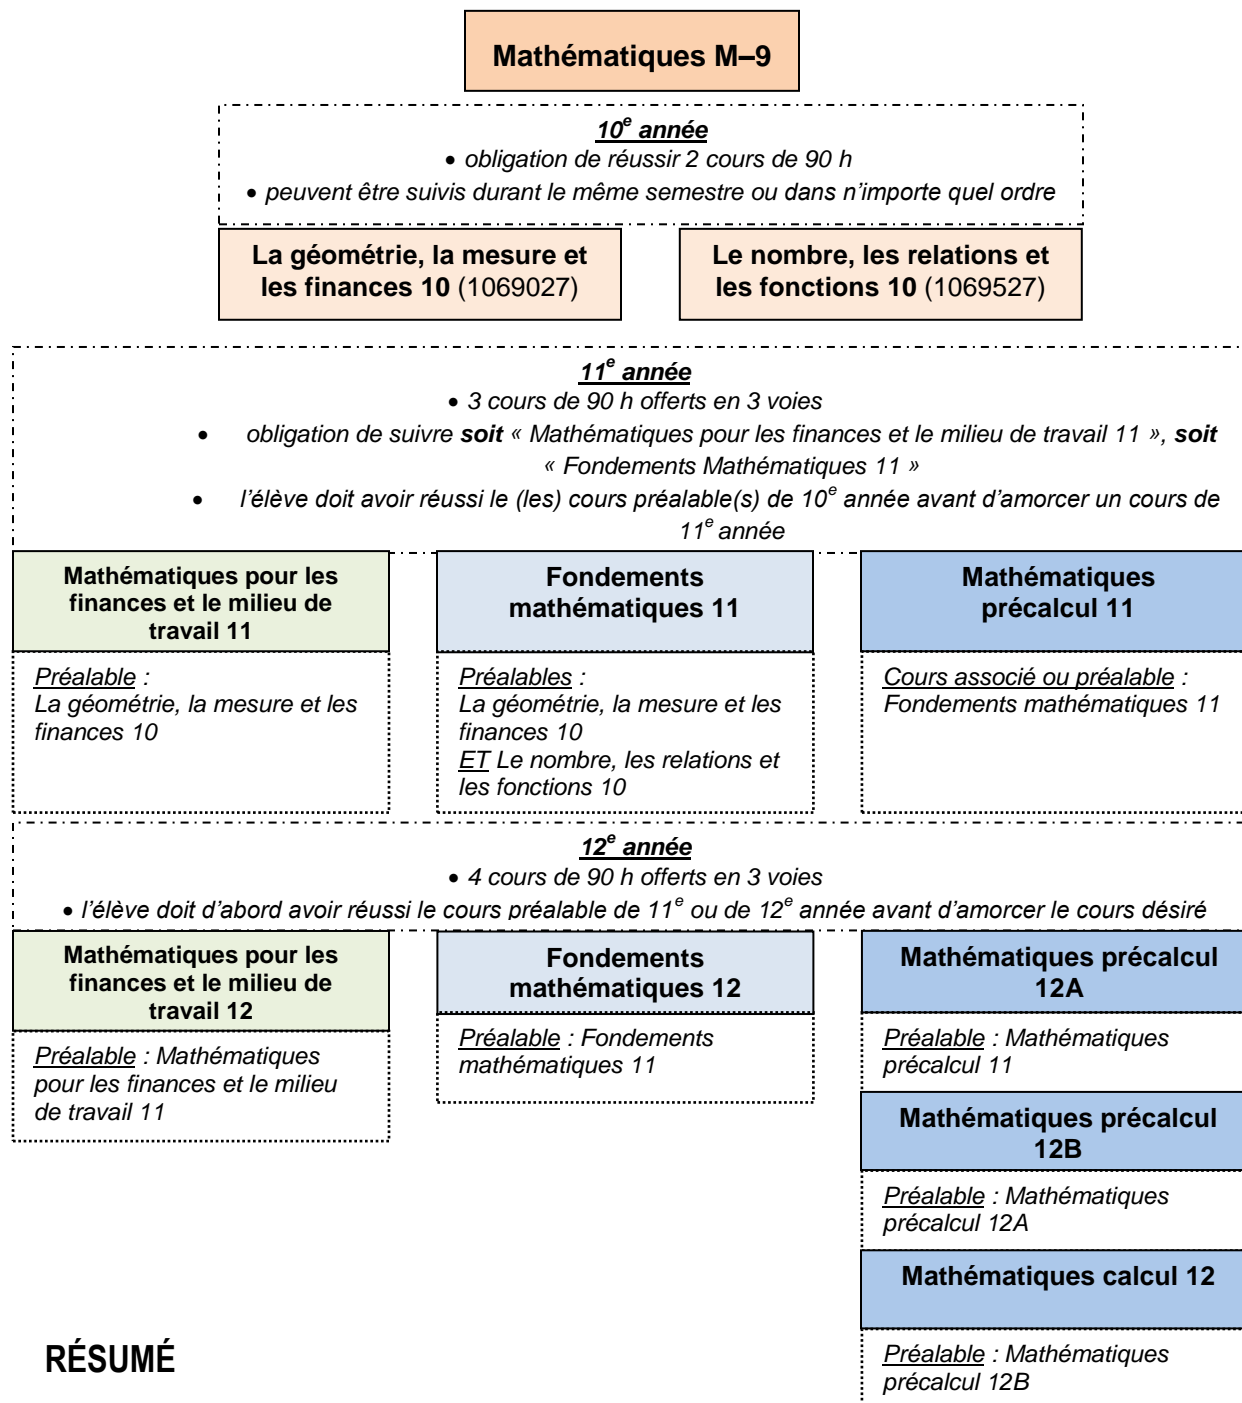 Mathématiques M–9
10e année
• obligation de réussir 2 cours de 90 h
• peuvent être suivis durant le même semestre ou dans n’importe quel ordre
La géométrie, la mesure et
les finances 10 (1069027)
Le nombre, les relations et
les fonctions 10 (1069527)
11e année
• 3 cours de 90 h offerts en 3 voies
• obligation de suivre soit « Mathématiques pour les finances et le milieu de travail 11 », soit
« Fondements Mathématiques 11 »
• l’élève doit avoir réussi le (les) cours préalable(s) de 10e année avant d’amorcer un cours de
11e année
Mathématiques pour les
finances et le milieu de
travail 11
Préalable :
La géométrie, la mesure et les
finances 10
Fondements
mathématiques 11
Préalables :
La géométrie, la mesure et les
finances 10
ET Le nombre, les relations et
les fonctions 10
Mathématiques
précalcul 11
Cours associé ou préalable :
Fondements mathématiques 11
12e année
• 4 cours de 90 h offerts en 3 voies
• l’élève doit d’abord avoir réussi le cours préalable de 11e ou de 12e année avant d’amorcer le cours désiré
Mathématiques pour les
finances et le milieu de
travail 12
Préalable : Mathématiques
pour les finances et le milieu
de travail 11
Fondements
mathématiques 12
Préalable : Fondements
mathématiques 11
Mathématiques précalcul
12A
Préalable : Mathématiques
précalcul 11
Mathématiques précalcul
12B
Préalable : Mathématiques
précalcul 12A
Mathématiques calcul 12
Préalable : Mathématiques
précalcul 12B
RÉSUMÉ